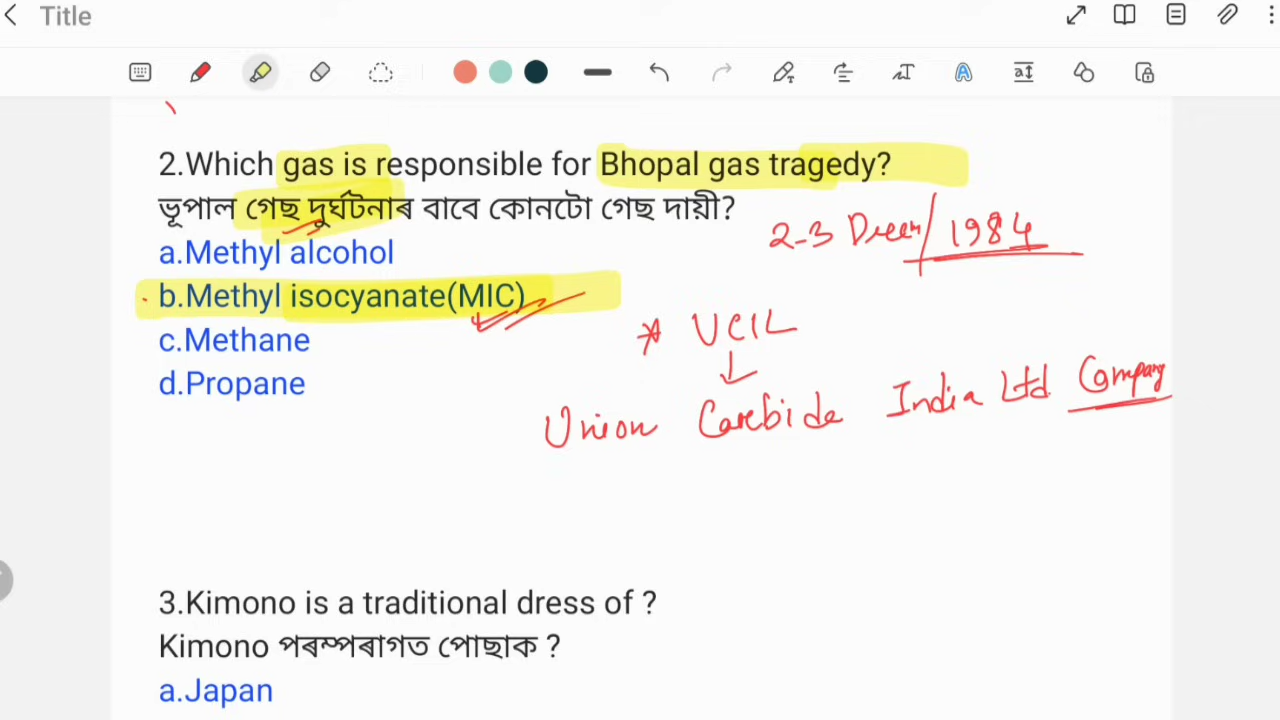 Title
2.Which gas is responsible for Bhopal gas tragedy?
ভূপাল গেছ দুৰ্ঘটনাৰ বাবে কোনটো গেছ দায়ী?
2-3 Decem/1984
a.Methyl alcohol
b.Methyl isocyanate(MIC)
* UCIL
c.Methane
d.Propane
Union Carbide India Ltd Company
3.Kimono is a traditional dress of ?
Kimono পৰম্পৰাগত পোছাক ?
a.Japan